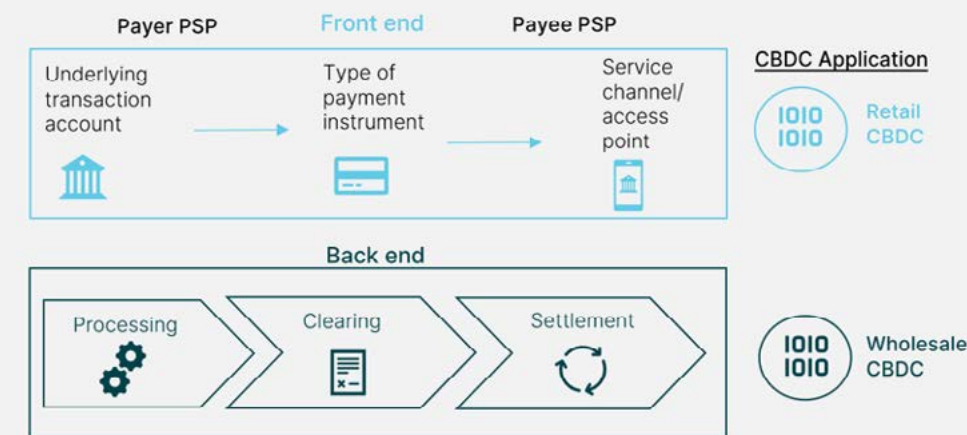 Payer PSP
Front end
Payee PSP
Underlying
transaction
account
Type of
payment
instrument
Service
channel/
access
point
CBDC Application
1010
1010
Retail
CBDC
Back end
Processing
Clearing
Settlement
1010
1010
Wholesale
CBDC